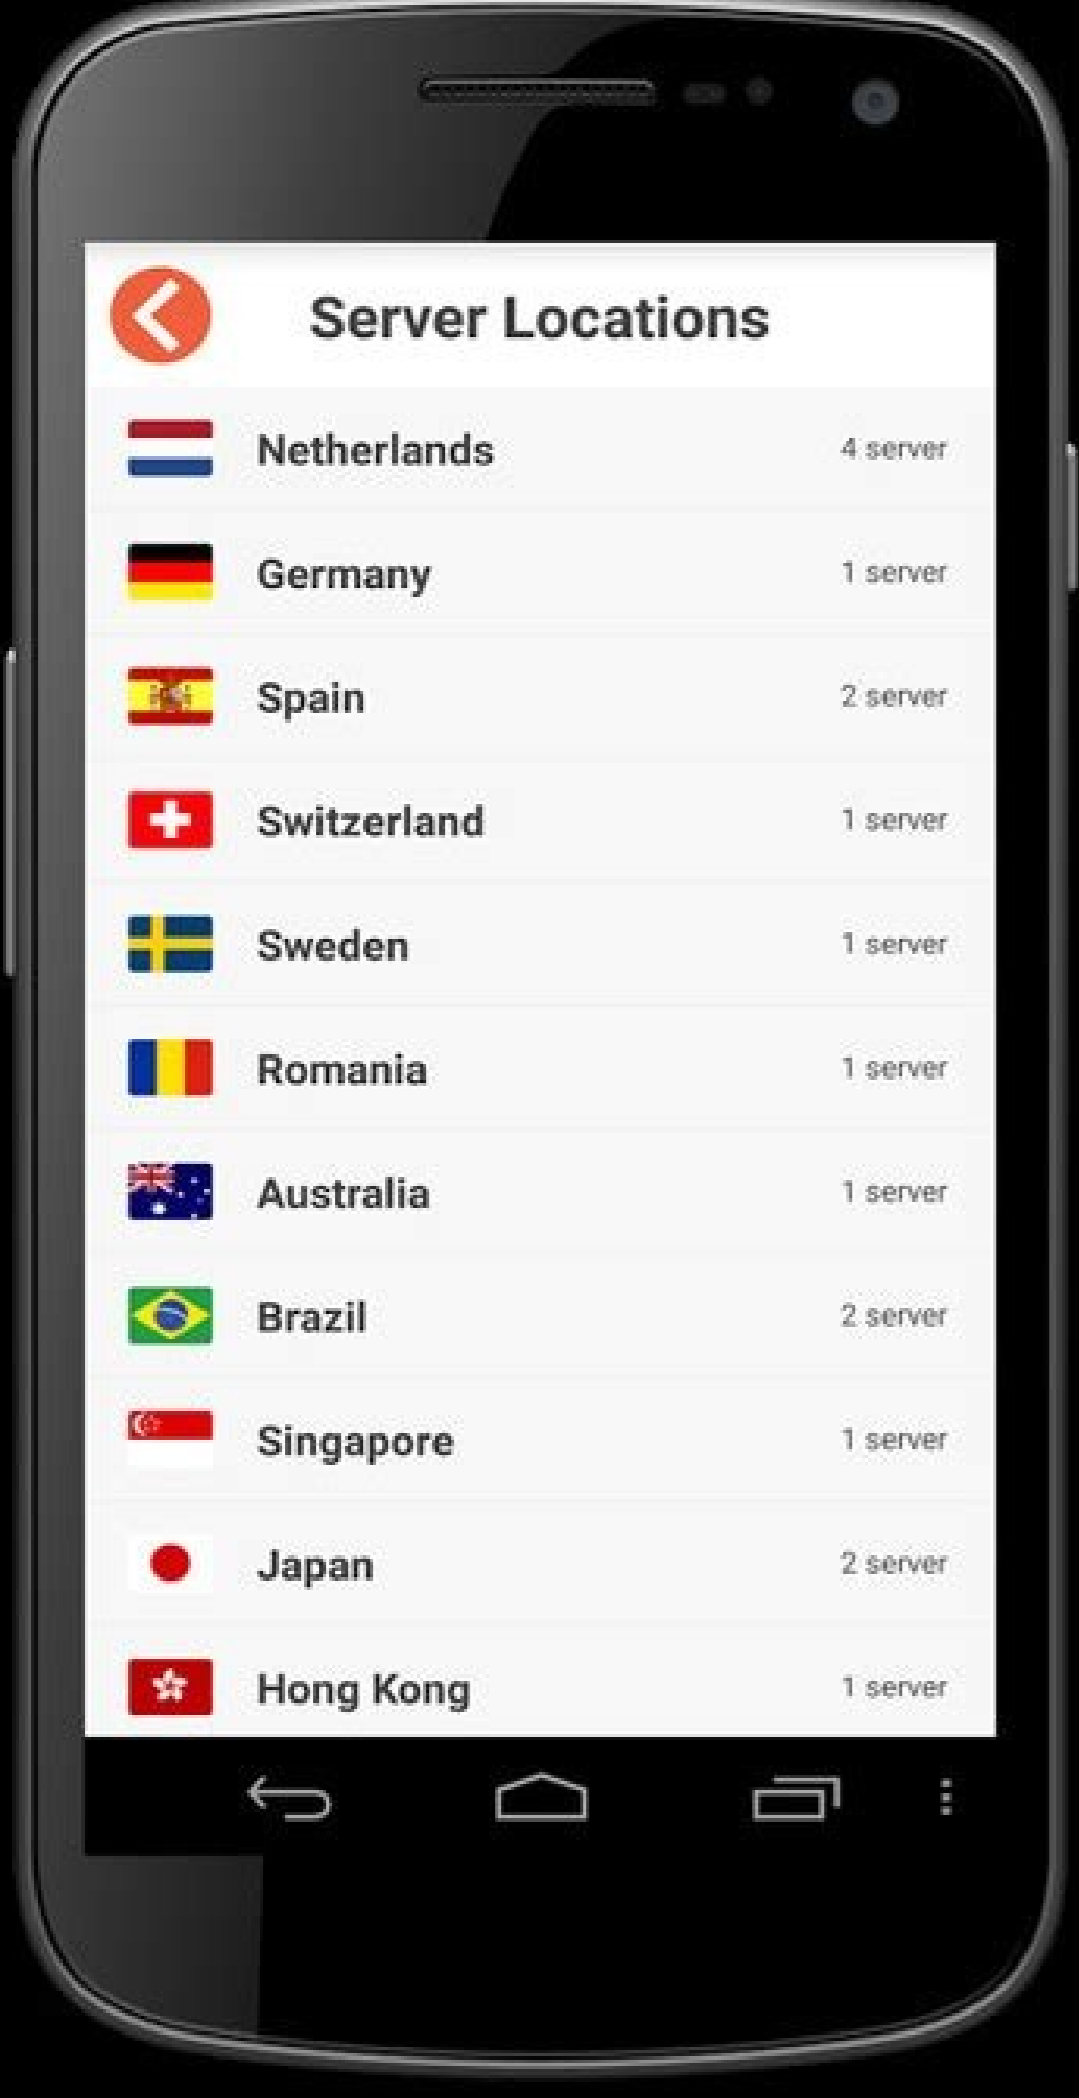 Server Locations
Netherlands 4 server
Germany 1 server
Spain 2 server
Switzerland 1 server
Sweden 1 server
Romania 1 server
Australia 1 server
Brazil 2 server
Singapore 1 server
Japan 2 server
Hong Kong 1 server